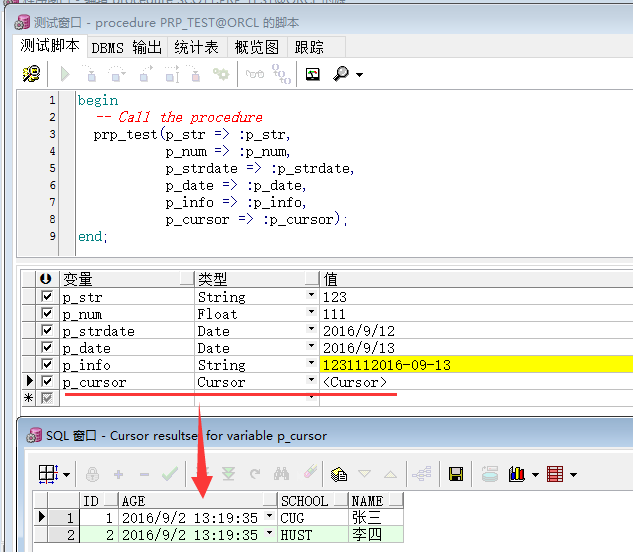 测试窗口 - procedure PRP_TEST@ORCL 的脚本
测试脚本 DBMS 输出 统计表 概览图 跟踪
1 begin
2 -- Call the procedure
3 prp_test(p_str => :p_str,
4 p_num => :p_num,
5 p_strdate => :p_strdate,
6 p_date => :p_date,
7 p_info => :p_info,
8 p_cursor => :p_cursor);
9 end;
变量 类型 值
p_str String 123
p_num Float 111
p_strdate Date 2016/9/12
p_date Date 2016/9/13
p_info String 1231112016-09-13
p_cursor Cursor <Cursor>
SQL 窗口 - Cursor resultset for variable p_cursor
ID AGE SCHOOL NAME
1 1 2016/9/2 13:19:35 CUG 张三
2 2 2016/9/2 13:19:35 HUST 李四